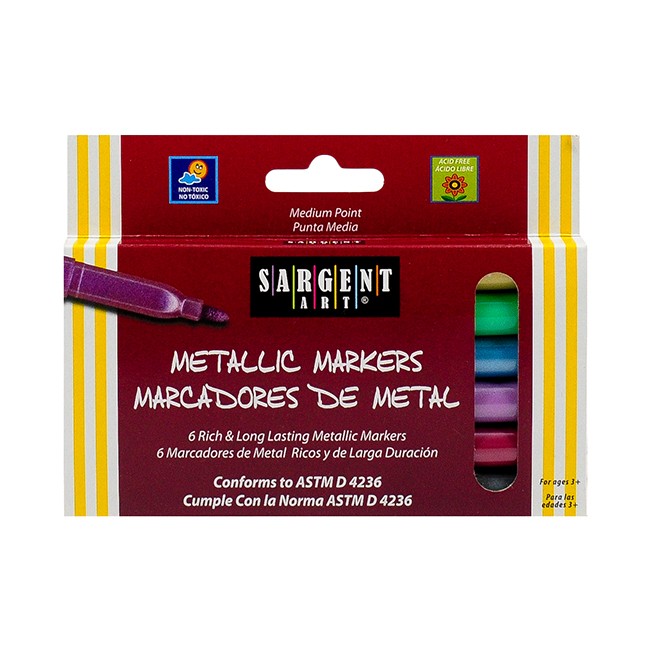 NON-TOXIC
NO TÓXICO
ACID FREE
ÁCIDO LIBRE
Medium Point
Punta Media
SARGENT
SARGENT
ART®
METALLIC MARKERS
MARCADORES DE METAL
6 Rich & Long Lasting Metallic Markers
6 Marcadores de Metal Ricos y de Larga Duración
Conforms to ASTM D 4236
Cumple Con la Norma ASTM D 4236
For ages 3+
Para las
edades 3+